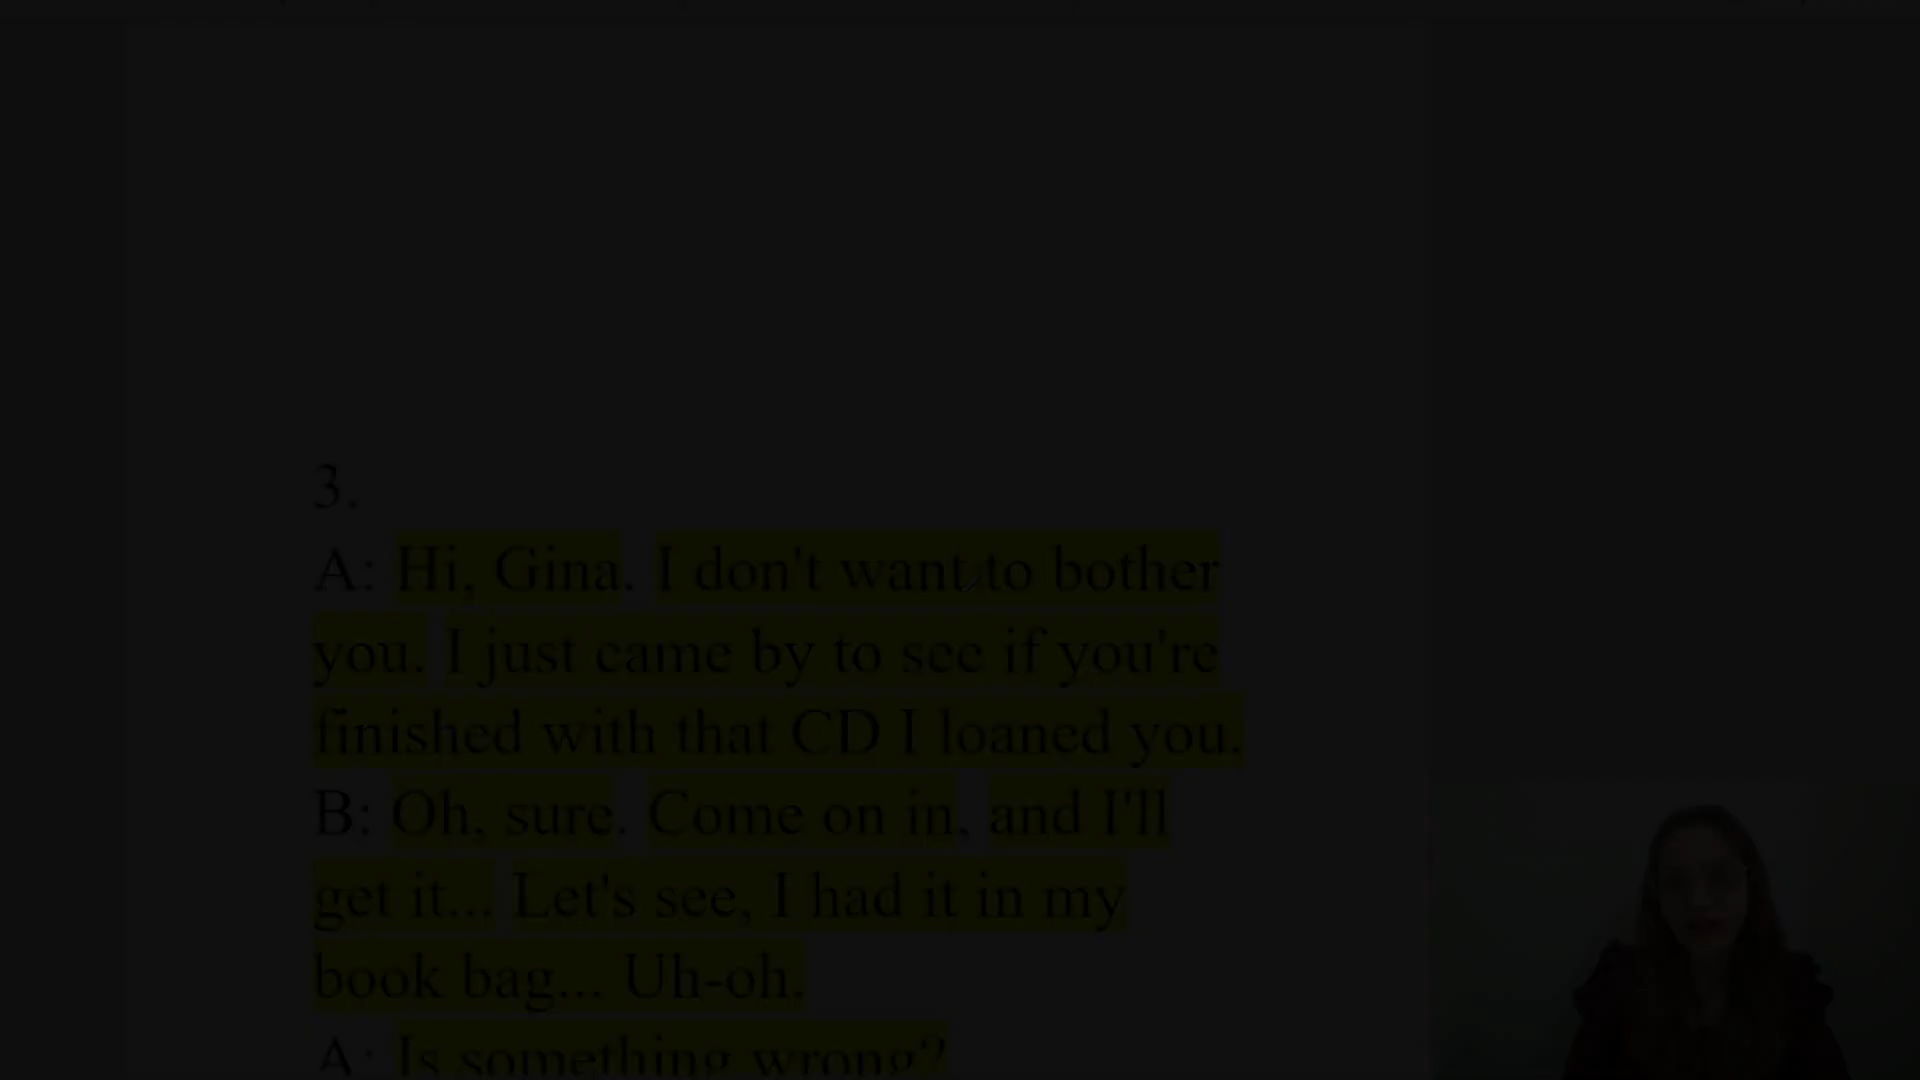 3.
A: Hi, Gina. I don't want to bother
you. I just came by to see if you're
finished with that CD I loaned you.
B: Oh, sure. Come on in, and I'll
get it... Let's see, I had it in my
book bag... Uh-oh.
A: Is something wrong?